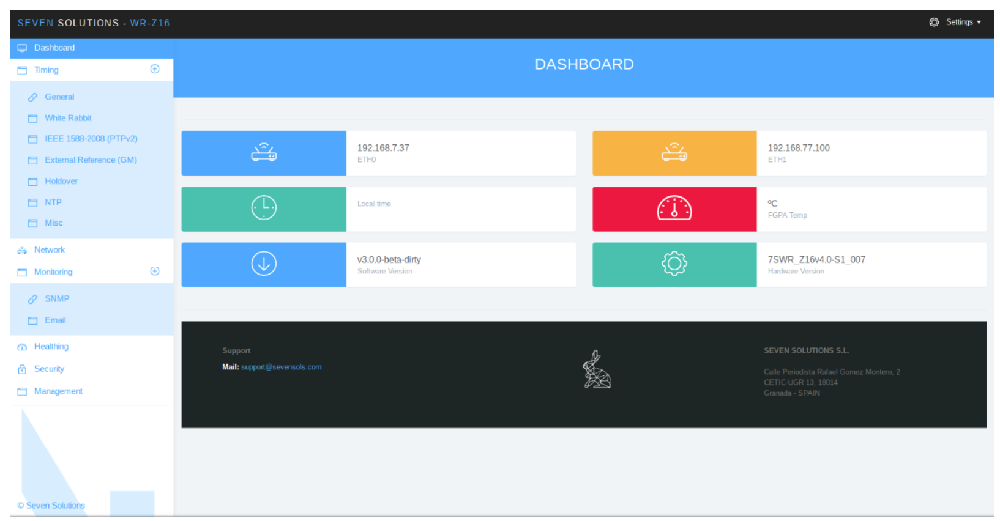 SEVEN SOLUTIONS - WR-Z16
Settings
Dashboard
Timing
General
White Rabbit
IEEE 1588-2008 (PTPv2)
External Reference (GM)
Holdover
NTP
Misc
Network
Monitoring
SNMP
Email
Healthing
Security
Management
© Seven Solutions
DASHBOARD
192.168.7.37
ETH0
192.168.77.100
ETH1
Local time
ºC
FGPA Temp
v3.0.0-beta-dirty
Software Version
7SWR_Z16v4.0-S1_007
Hardware Version
Support
Mail: support@sevensols.com
SEVEN SOLUTIONS S.L.
Calle Periodista Rafael Gomez Montero, 2
CETIC-UGR 13, 18014
Granada - SPAIN